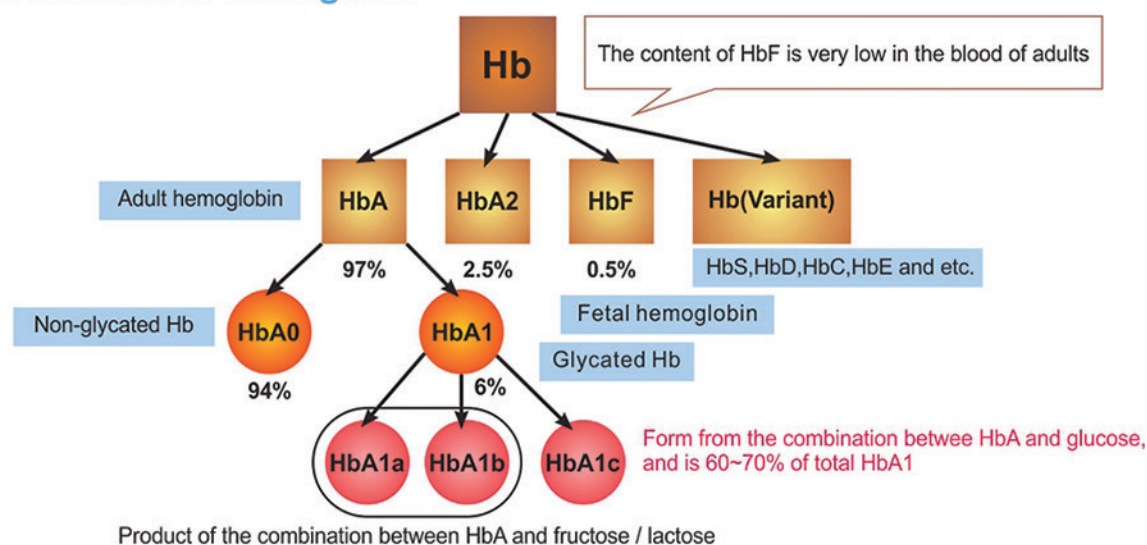 Hb
The content of HbF is very low in the blood of adults
Adult hemoglobin
HbA
HbA2
HbF
Hb(Variant)
97%
2.5%
0.5%
HbS,HbD,HbC,HbE and etc.
Non-glycated Hb
HbA0
HbA1
Fetal hemoglobin
Glycated Hb
94%
6%
HbA1a
HbA1b
HbA1c
Form from the combination betwee HbA and glucose,
and is 60~70% of total HbA1
Product of the combination between HbA and fructose / lactose